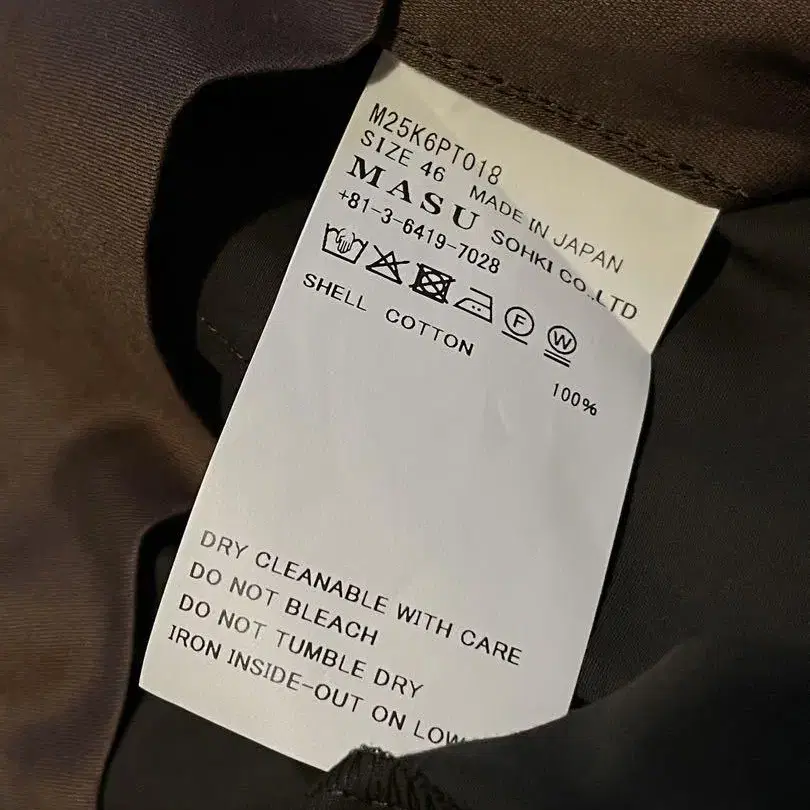 M25K6PT018
SIZE 46 MADE IN JAPAN
MASU SOHKI CO.,LTD
+81-3-6419-7028
F W
SHELL COTTON
100%
DRY CLEANABLE WITH CARE
DO NOT BLEACH
DO NOT TUMBLE DRY
IRON INSIDE-OUT ON LOW